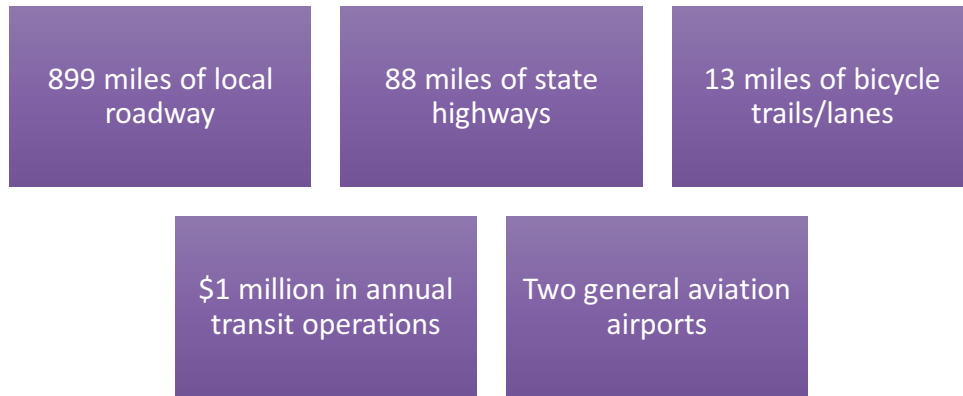 899 miles of local
roadway
88 miles of state
highways
13 miles of bicycle
trails/lanes
$1 million in annual
transit operations
Two general aviation
airports